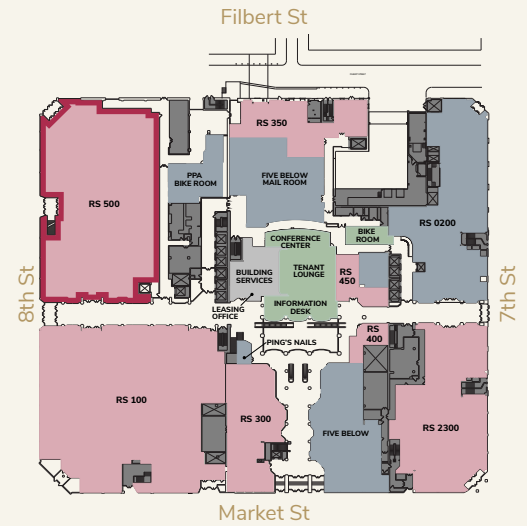 Filbert St
RS 350
PPA
BIKE ROOM
FIVE BELOW
MAIL ROOM
RS 500
RS 0200
BIKE
ROOM
CONFERENCE
CENTER
BUILDING
SERVICES
TENANT
LOUNGE
RS
450
8th St
7th St
LEASING
OFFICE
INFORMATION
DESK
PING'S NAILS
RS
400
RS 100
RS 300
FIVE BELOW
RS 2300
Market St